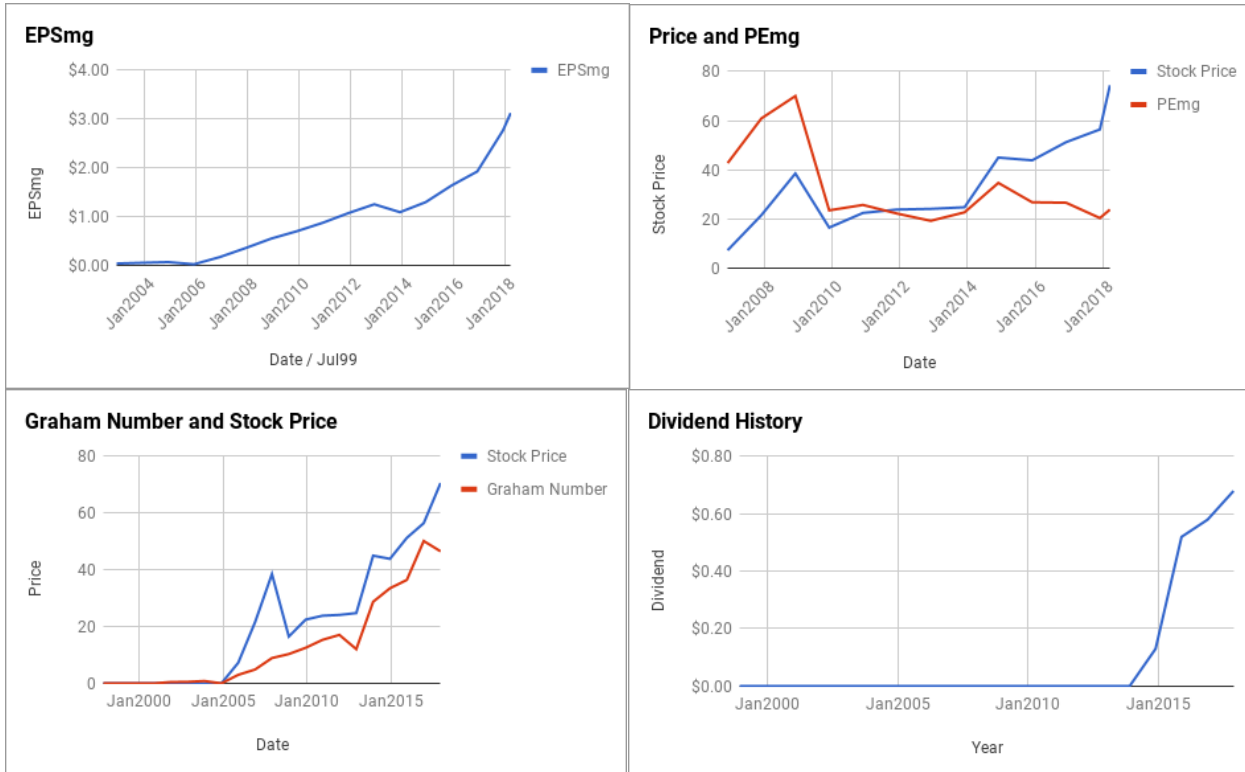 EPSmg
EPSmg
$4.00
$3.00
$2.00
$1.00
$0.00
EPSmg
Jan2004
Jan2006
Jan2008
Jan2010
Jan2012
Jan2014
Jan2016
Jan2018
Date / Jul99
Price and PEmg
Stock Price
PEmg
80
60
40
20
0
Stock Price
Jan2008
Jan2010
Jan2012
Jan2014
Jan2016
Jan2018
Date
Graham Number and Stock Price
Stock Price
Graham Number
80
60
40
20
0
Price
Jan2000
Jan2005
Jan2010
Jan2015
Date
Dividend History
$0.80
$0.60
$0.40
$0.20
$0.00
Dividend
Jan2000
Jan2005
Jan2010
Jan2015
Year